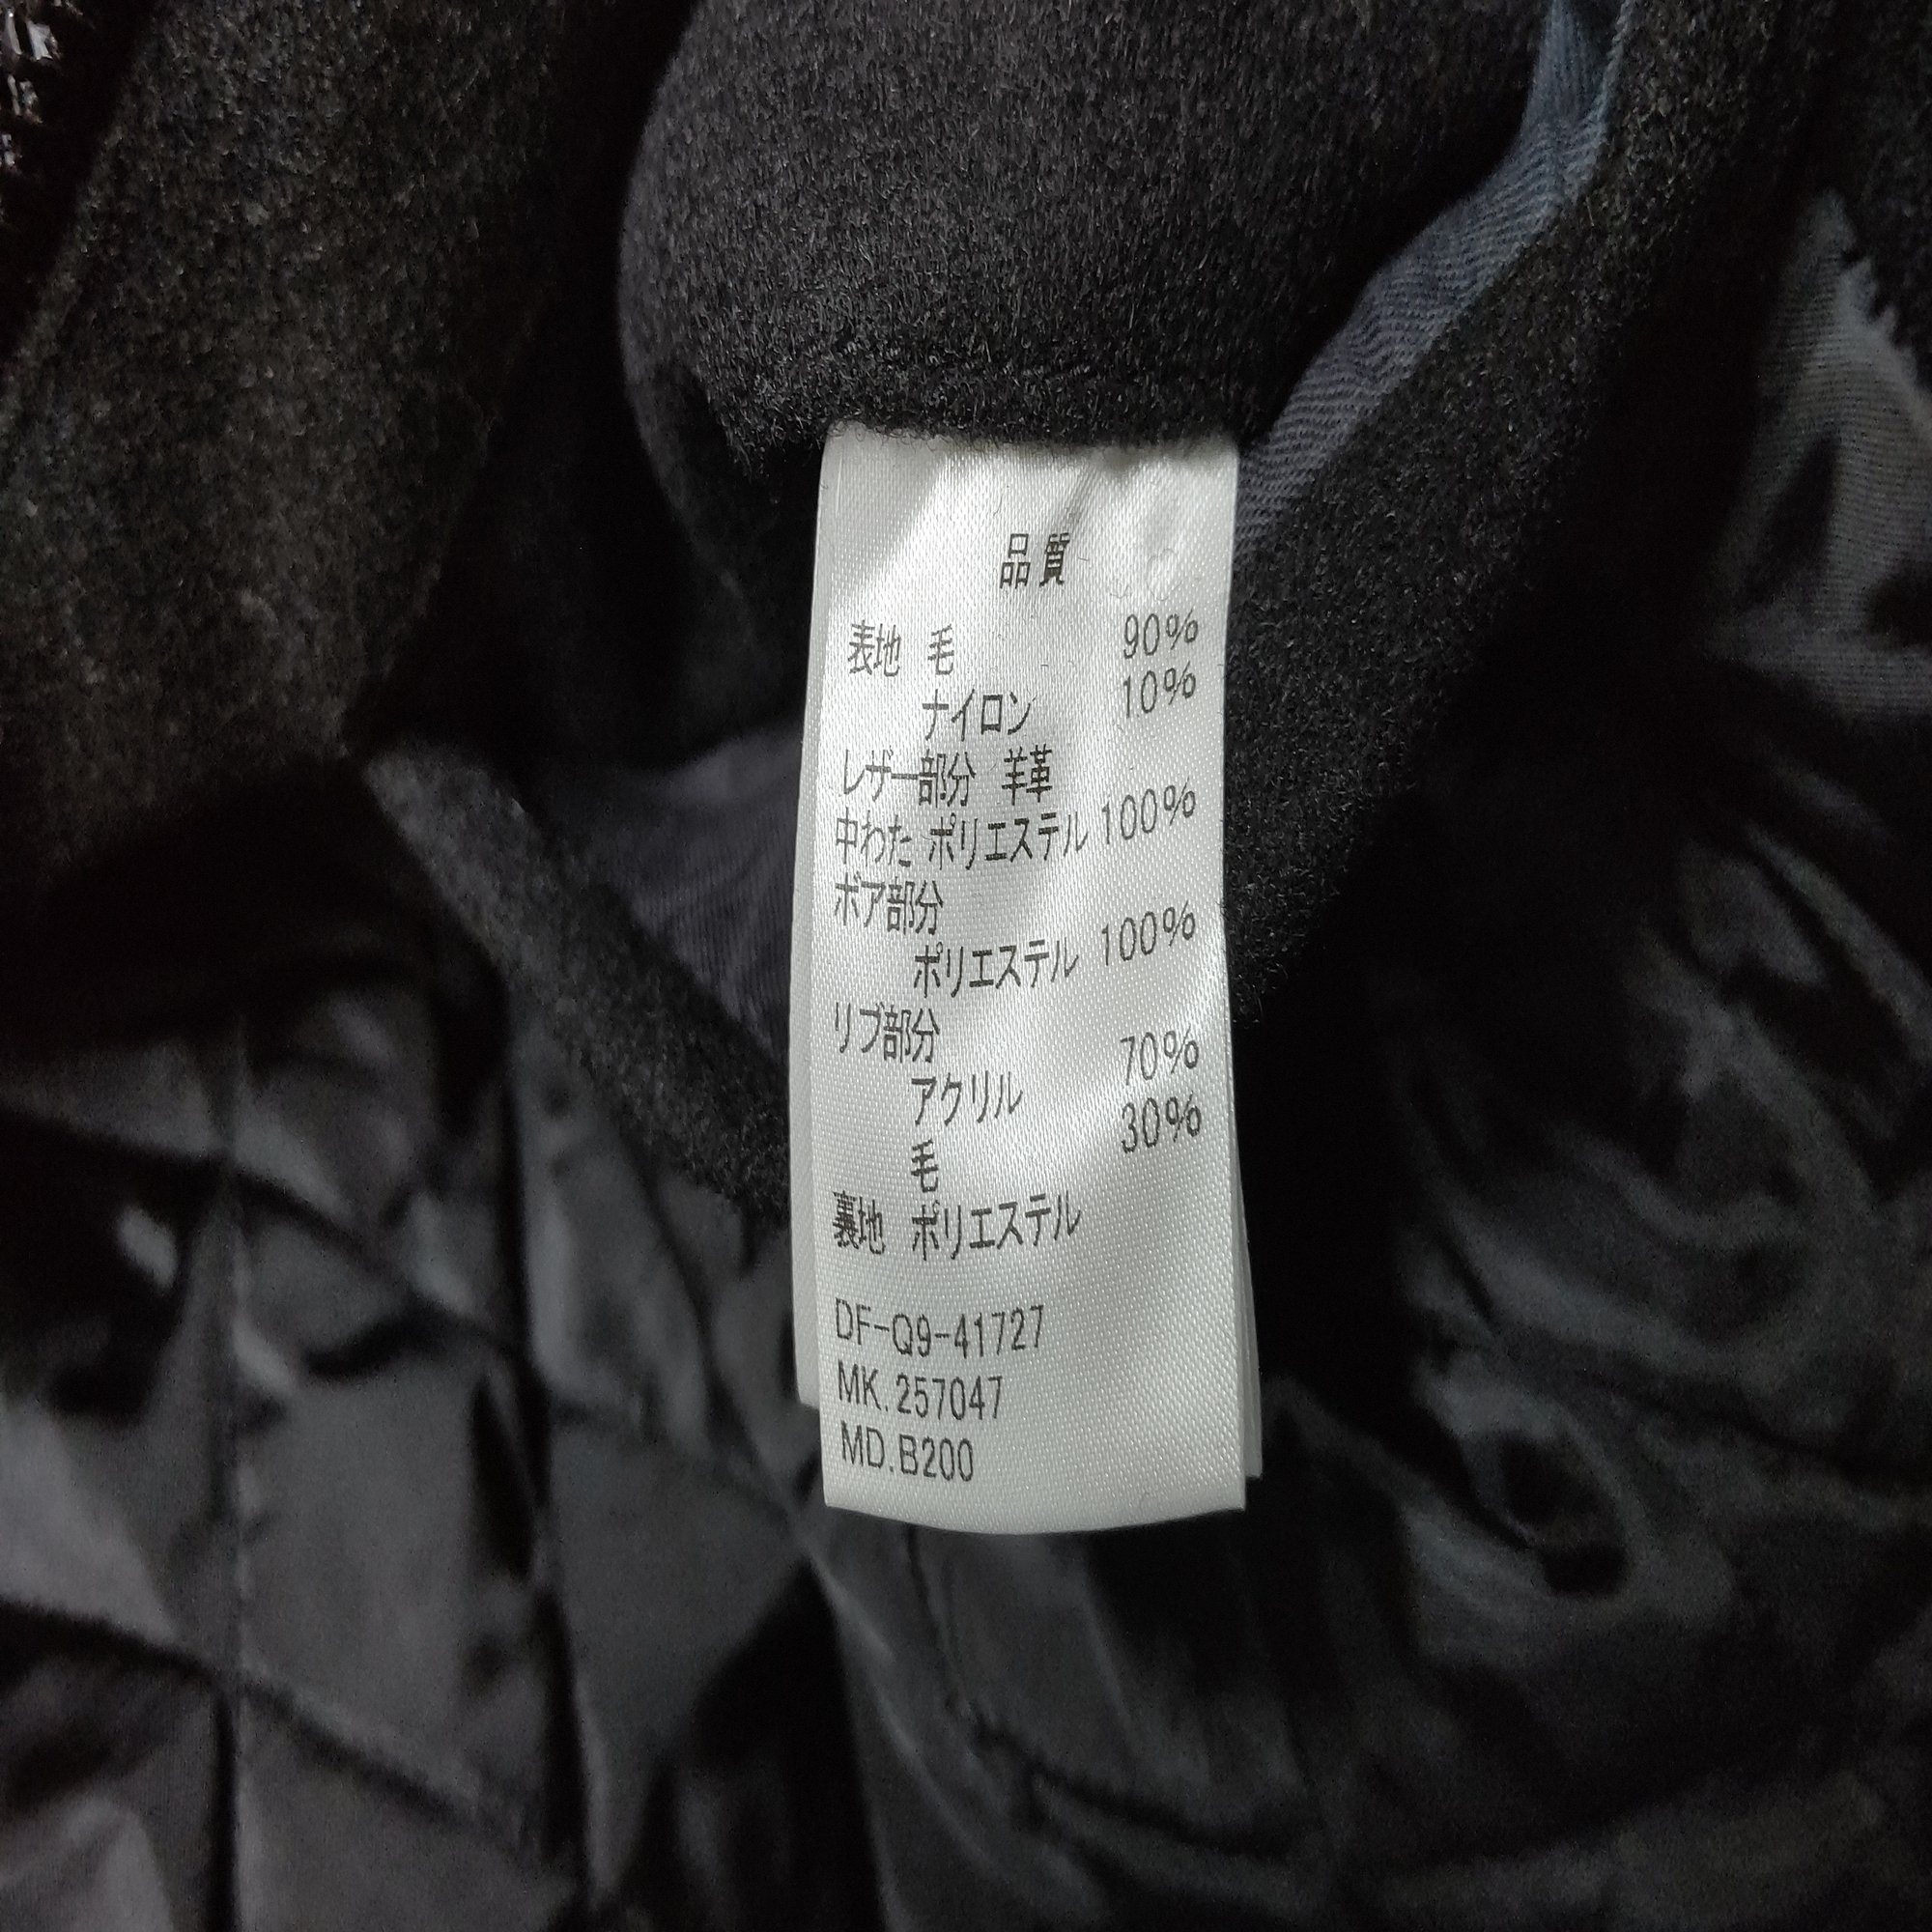 品質
表地 毛 90%
ナイロン 10%
レザー部分 羊革
中わた ポリエステル 100%
ボア部分
ポリエステル 100%
リブ部分
アクリル 70%
毛 30%
裏地 ポリエステル
DF-Q9-41727
MK.257047
MD.B200